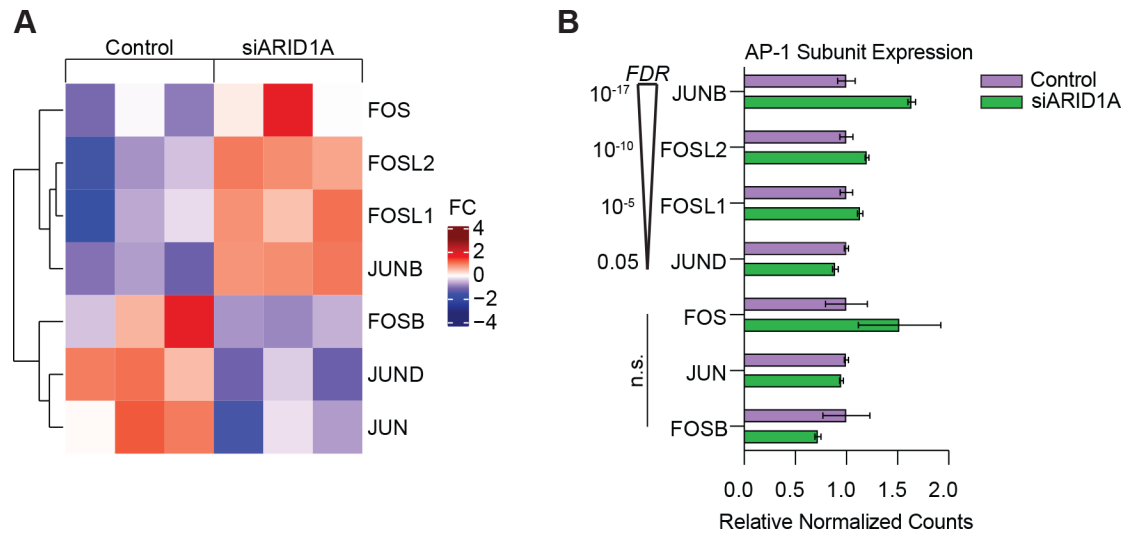 A
Control siARID1A
FOS
FOSL2
FOSL1
JUNB
FOSB
JUND
JUN
FC
4
2
0
−2
−4
B
AP-1 Subunit Expression
FDR
10-17
10-10
10-5
0.05
n.s.
JUNB
FOSL2
FOSL1
JUND
FOS
JUN
FOSB
0.0 0.5 1.0 1.5 2.0
Relative Normalized Counts
Control
siARID1A